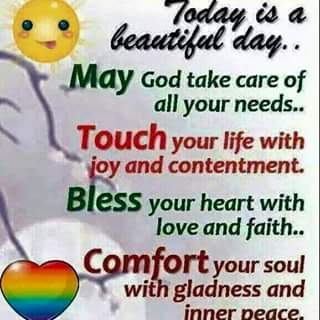 Today is a
beautiful day..
May God take care of
all your needs..
Touch your life with
joy and contentment.
Bless your heart with
love and faith..
Comfort your soul
with gladness and
inner peace.